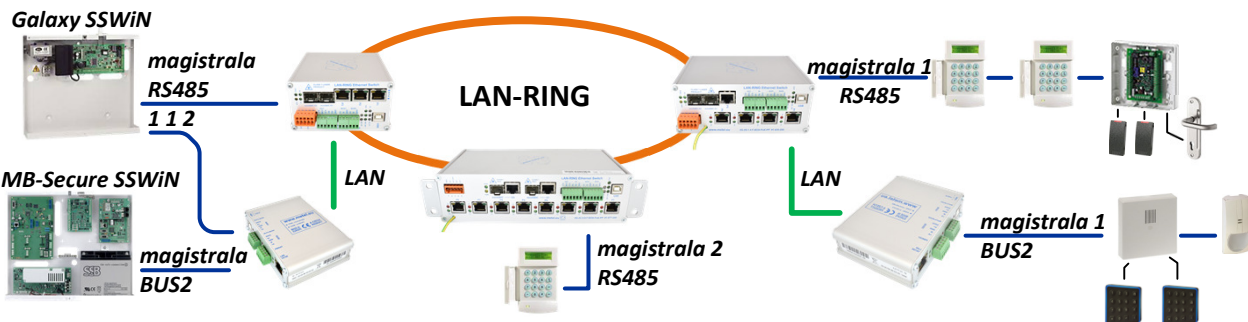 Galaxy SSWiN
magistrala
RS485
1 1 2
MB-Secure SSWiN
magistrala
BUS2
LAN
LAN-RING
magistrala 2
RS485
magistrala 1
RS485
LAN
magistrala 1
BUS2